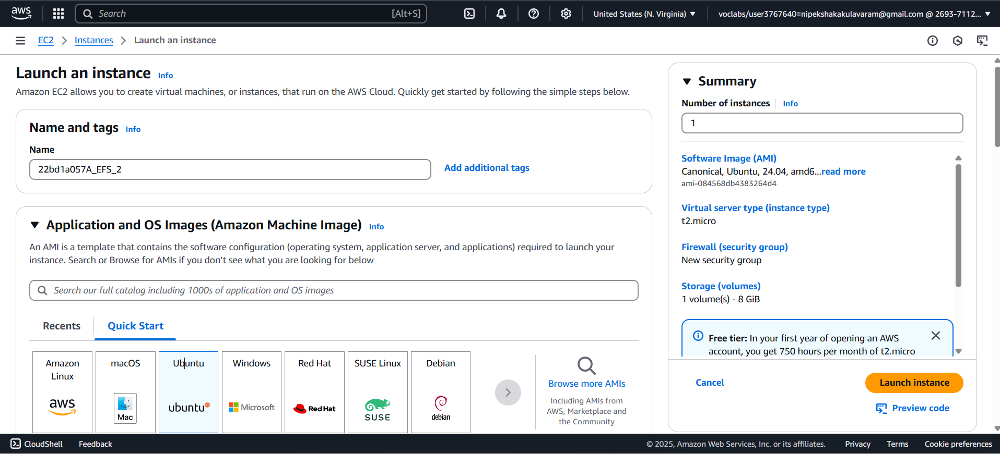 aws
Search
[Alt+S]
United States (N. Virginia)
voclabs/user3767640=nipekshakakulavaram@gmail.com @ 2693-7112...
EC2
Instances
Launch an instance
Launch an instance
Info
Amazon EC2 allows you to create virtual machines, or instances, that run on the AWS Cloud. Quickly get started by following the simple steps below.
Name and tags
Info
Name
22bd1a057A_EFS_2
Add additional tags
Application and OS Images (Amazon Machine Image)
Info
An AMI is a template that contains the software configuration (operating system, application server, and applications) required to launch your
instance. Search or Browse for AMIs if you don’t see what you are looking for below
Search our full catalog including 1000s of application and OS images
Recents
Quick Start
Amazon
Linux
aws
macOS
Mac
Ubuntu
ubuntu
Windows
Microsoft
Red Hat
Red Hat
SUSE Linux
SUSE
Debian
debian
Browse more AMIs
Including AMIs from
AWS, Marketplace and
the Community
Summary
Number of instances
Info
1
Software Image (AMI)
Canonical, Ubuntu, 24.04, amd6...read more
ami-084568db4383264d4
Virtual server type (instance type)
t2.micro
Firewall (security group)
New security group
Storage (volumes)
1 volume(s) - 8 GiB
Free tier: In your first year of opening an AWS
account, you get 750 hours per month of t2.micro
Cancel
Launch instance
Preview code
CloudShell
Feedback
© 2025, Amazon Web Services, Inc. or its affiliates.
Privacy
Terms
Cookie preferences